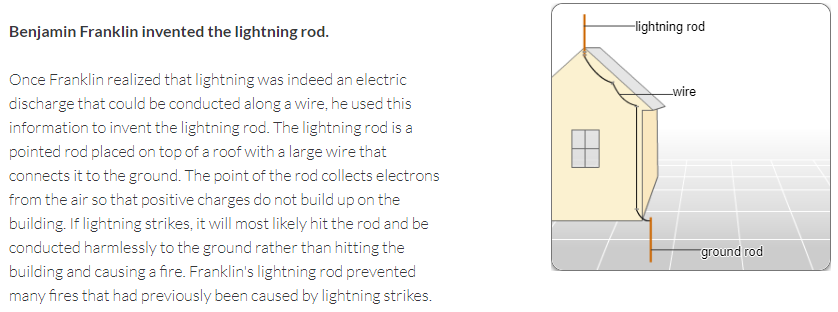 Benjamin Franklin invented the lightning rod.
Once Franklin realized that lightning was indeed an electric
discharge that could be conducted along a wire, he used this
information to invent the lightning rod. The lightning rod is a
pointed rod placed on top of a roof with a large wire that
connects it to the ground. The point of the rod collects electrons
from the air so that positive charges do not build up on the
building. If lightning strikes, it will most likely hit the rod and be
conducted harmlessly to the ground rather than hitting the
building and causing a fire. Franklin's lightning rod prevented
many fires that had previously been caused by lightning strikes.
lightning rod
wire
ground rod